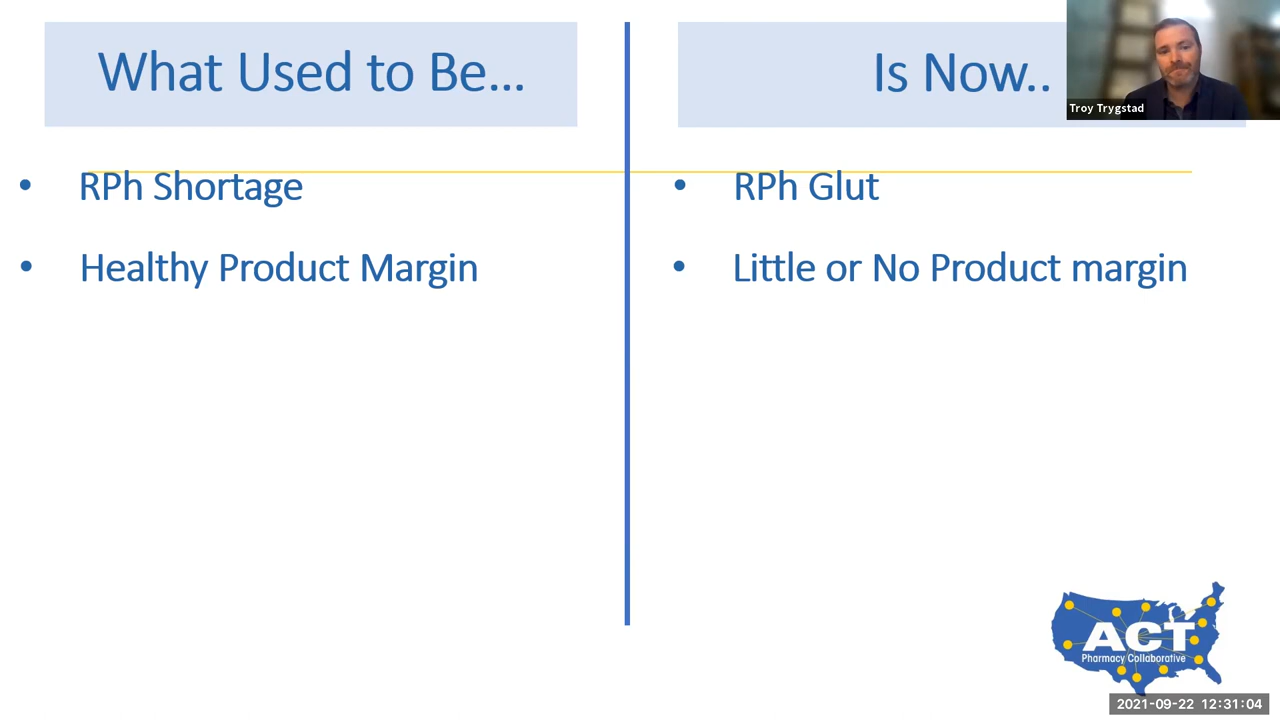 What Used to Be...
Is Now..
Troy Trygstad
• RPh Shortage
• RPh Glut
• Healthy Product Margin
• Little or No Product margin
ACT
Pharmacy Collaborative
2021-09-22 12:31:04